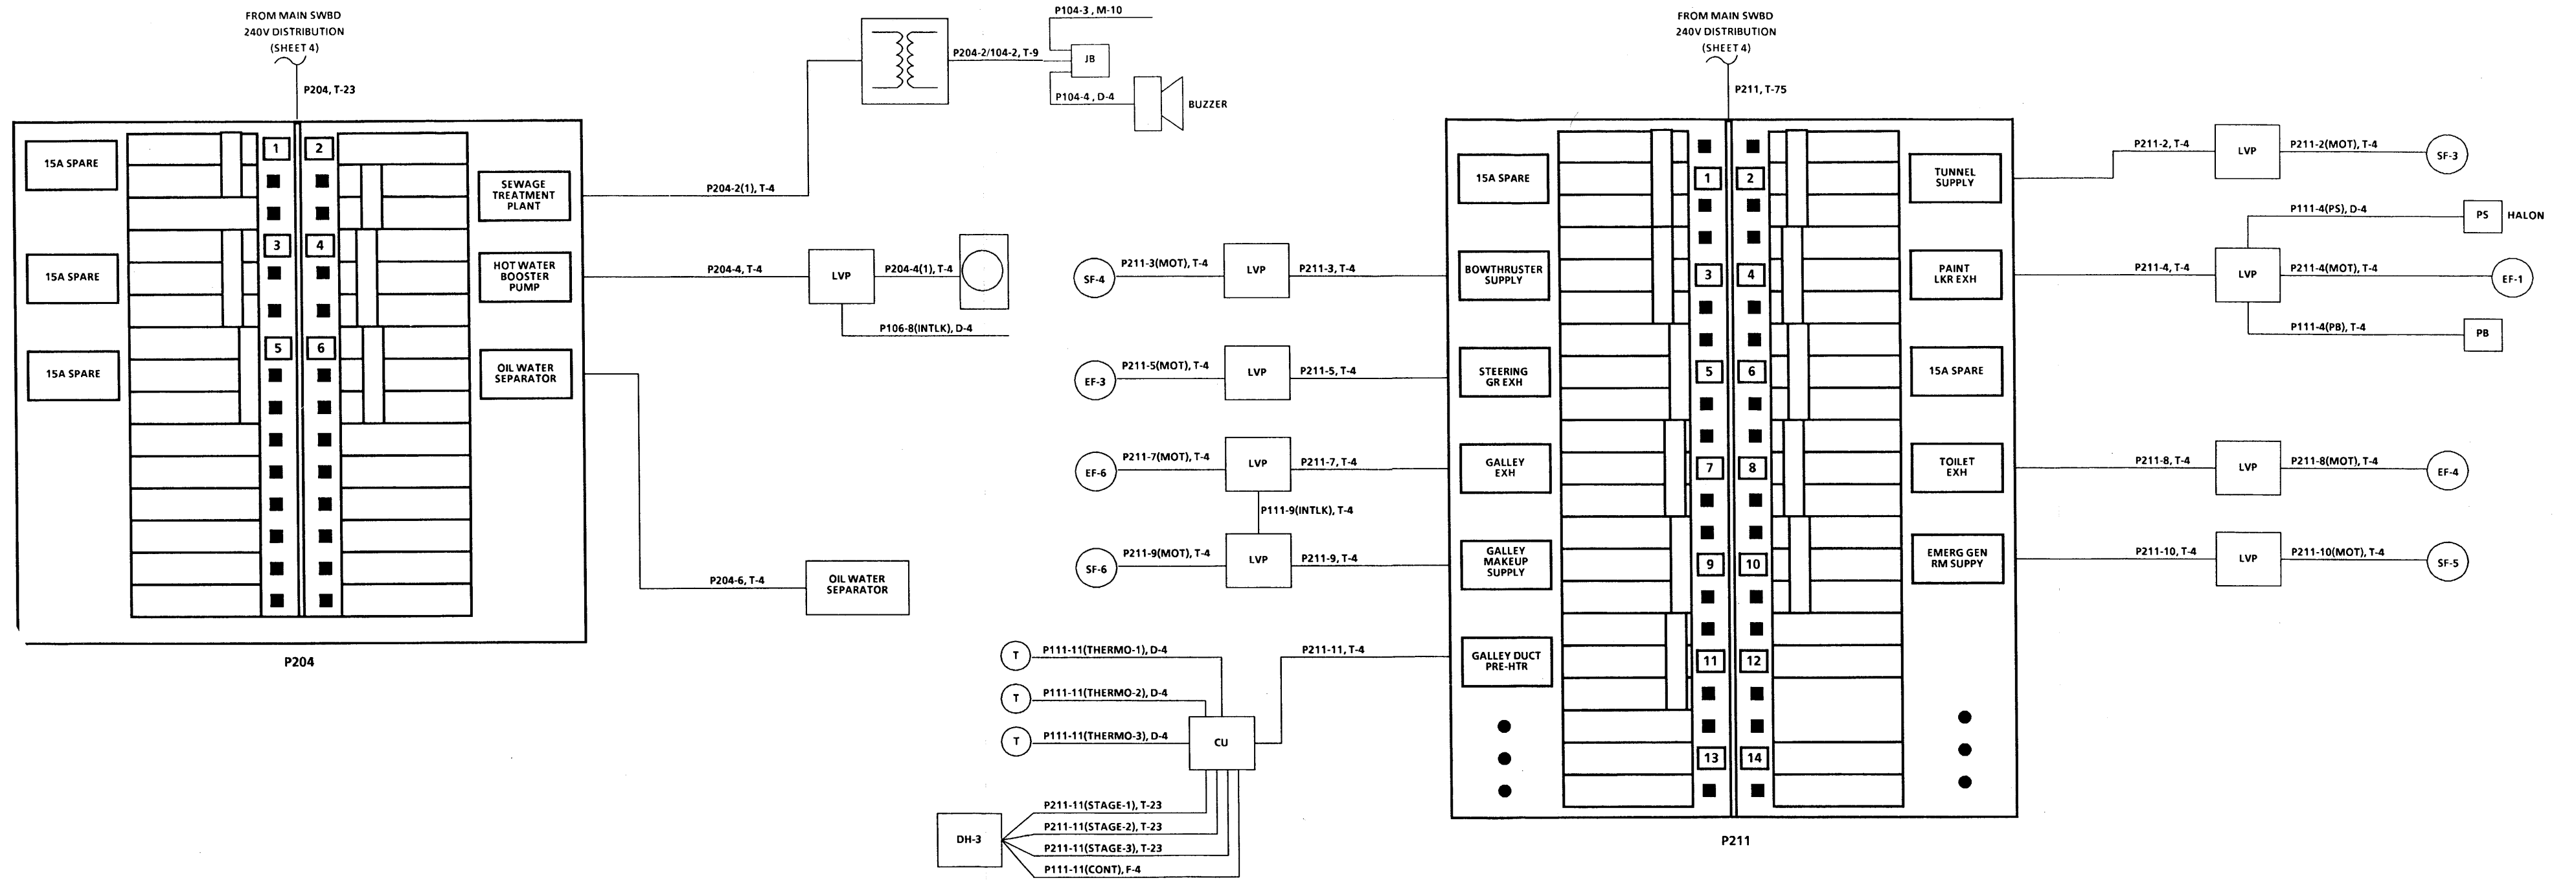 FROM MAIN SWBD
240V DISTRIBUTION
(SHEET 4)
P204, T-23
15A SPARE
15A SPARE
15A SPARE
1
2
3
4
5
6
SEWAGE
TREATMENT
PLANT
HOT WATER
BOOSTER
PUMP
OIL WATER
SEPARATOR
P204
P204-2(1), T-4
P204-2/104-2, T-9
P104-3 , M-10
JB
P104-4 , D-4
BUZZER
P204-4, T-4
LVP
P204-4(1), T-4
P106-8(INTLK), D-4
P204-6, T-4
OIL WATER
SEPARATOR
SF-4
P211-3(MOT), T-4
LVP
P211-3, T-4
EF-3
P211-5(MOT), T-4
LVP
P211-5, T-4
EF-6
P211-7(MOT), T-4
LVP
P211-7, T-4
P111-9(INTLK), T-4
SF-6
P211-9(MOT), T-4
LVP
P211-9, T-4
T
P111-11(THERMO-1), D-4
T
P111-11(THERMO-2), D-4
T
P111-11(THERMO-3), D-4
CU
P211-11, T-4
DH-3
P211-11(STAGE-1), T-23
P211-11(STAGE-2), T-23
P211-11(STAGE-3), T-23
P111-11(CONT), F-4
FROM MAIN SWBD
240V DISTRIBUTION
(SHEET 4)
P211, T-75
15A SPARE
BOWTHRUSTER
SUPPLY
STEERING
GR EXH
GALLEY
EXH
GALLEY
MAKEUP
SUPPLY
GALLEY DUCT
PRE-HTR
1
2
3
4
5
6
7
8
9
10
11
12
13
14
TUNNEL
SUPPLY
PAINT
LKR EXH
15A SPARE
TOILET
EXH
EMERG GEN
RM SUPPY
P211
P211-2, T-4
LVP
P211-2(MOT), T-4
SF-3
P111-4(PS), D-4
PS
HALON
P211-4, T-4
LVP
P211-4(MOT), T-4
EF-1
P111-4(PB), T-4
PB
P211-8, T-4
LVP
P211-8(MOT), T-4
EF-4
P211-10, T-4
LVP
P211-10(MOT), T-4
SF-5